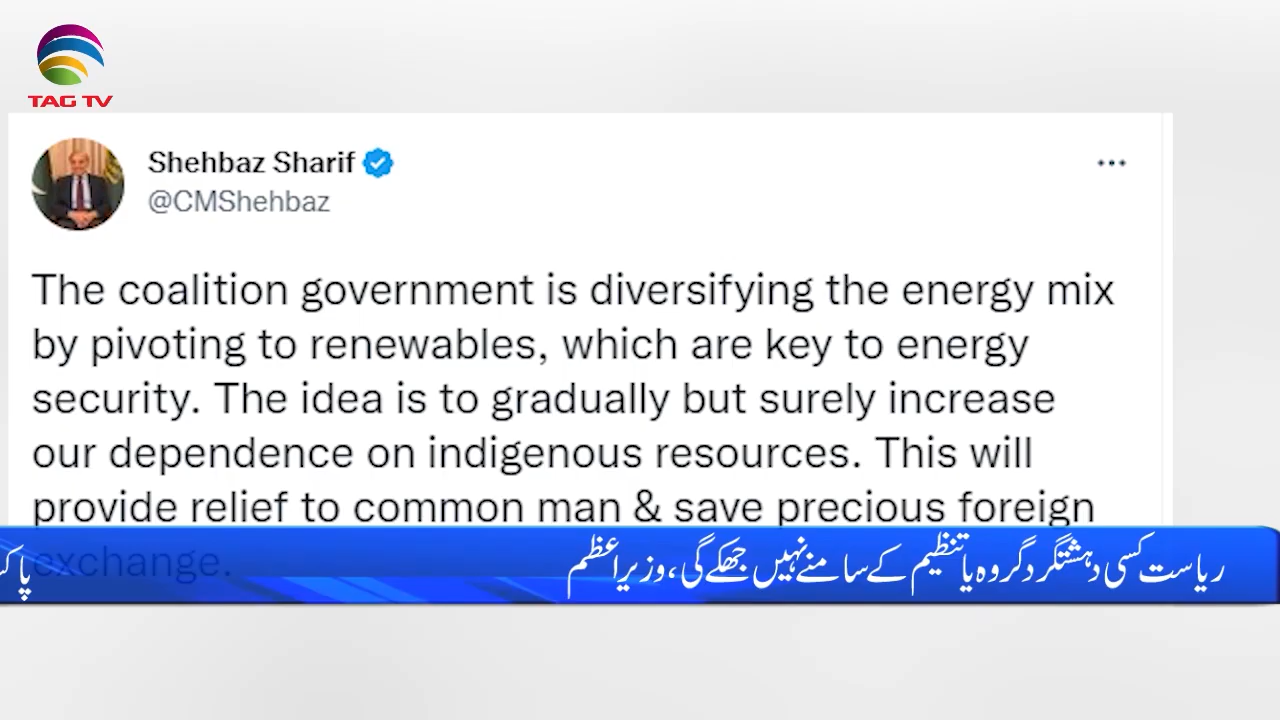 TAG TV
Shehbaz Sharif
@CMShehbaz
The coalition government is diversifying the energy mix
by pivoting to renewables, which are key to energy
security. The idea is to gradually but surely increase
our dependence on indigenous resources. This will
provide relief to common man & save precious foreign
exchange.
ریاست کسی دہشتگرد گروہ یا تنظیم کے سامنے نہیں جھکے گی، وزیراعظم